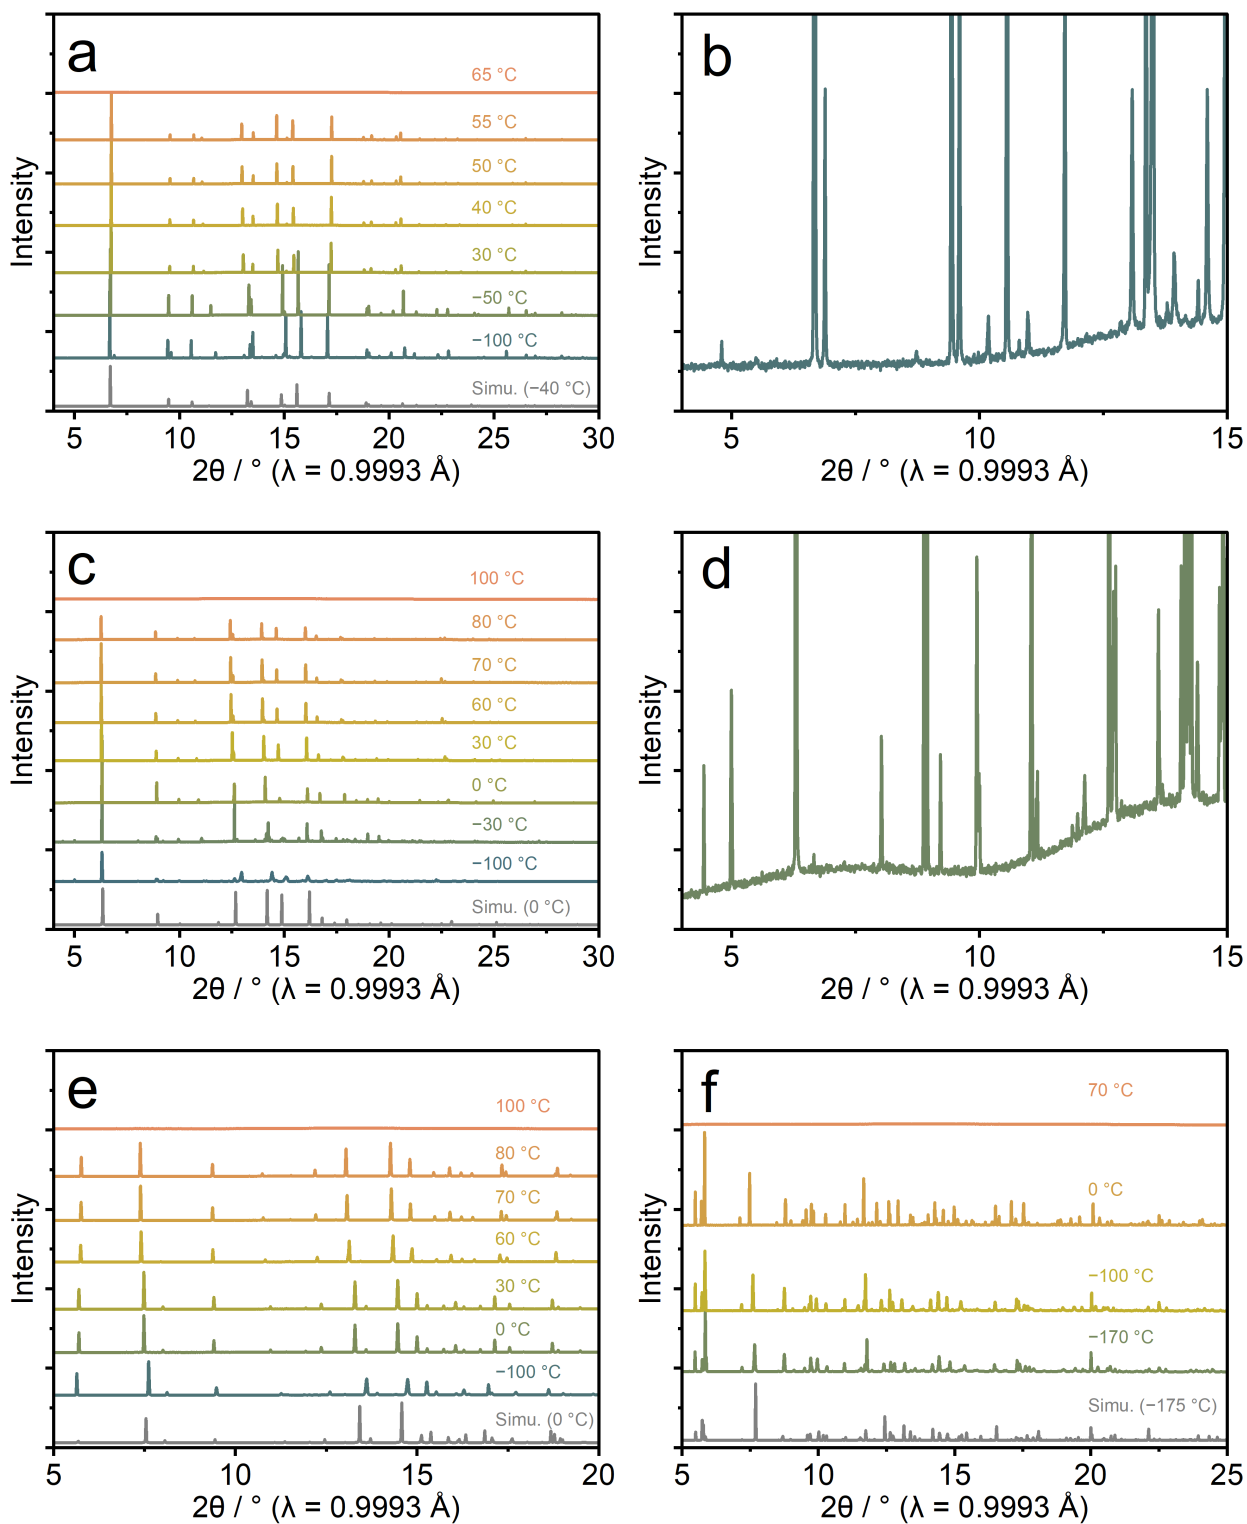 a
65 °C
55 °C
50 °C
40 °C
30 °C
−50 °C
−100 °C
Simu. (−40 °C)
Intensity
5 10 15 20 25 30
2θ / ° (λ = 0.9993 Å)
b
Intensity
5 10 15
2θ / ° (λ = 0.9993 Å)
c
100 °C
80 °C
70 °C
60 °C
30 °C
0 °C
−30 °C
−100 °C
Simu. (0 °C)
Intensity
5 10 15 20 25 30
2θ / ° (λ = 0.9993 Å)
d
Intensity
5 10 15
2θ / ° (λ = 0.9993 Å)
e
100 °C
80 °C
70 °C
60 °C
30 °C
0 °C
−100 °C
Simu. (0 °C)
Intensity
5 10 15 20
2θ / ° (λ = 0.9993 Å)
f
70 °C
0 °C
−100 °C
−170 °C
Simu. (−175 °C)
Intensity
5 10 15 20 25
2θ / ° (λ = 0.9993 Å)